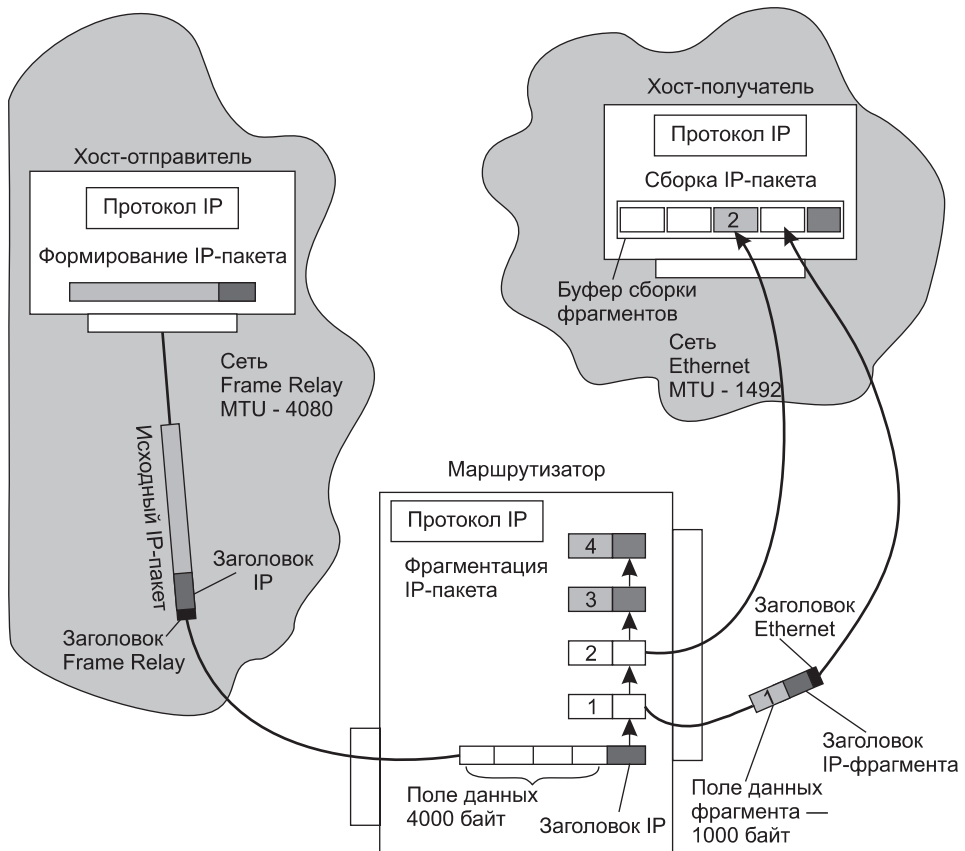 Хост-отправитель
Протокол IP
Формирование IP-пакета
Сеть
Frame Relay
MTU - 4080
Исходный IP-пакет
Заголовок
IP
Заголовок
Frame Relay
Хост-получатель
Протокол IP
Сборка IP-пакета
2
Буфер сборки
фрагментов
Сеть
Ethernet
MTU - 1492
Маршрутизатор
Протокол IP
Фрагментация
IP-пакета
4
3
2
1
Поле данных
4000 байт
Заголовок IP
Заголовок
Ethernet
1
Заголовок
IP-фрагмента
Поле данных
фрагмента —
1000 байт